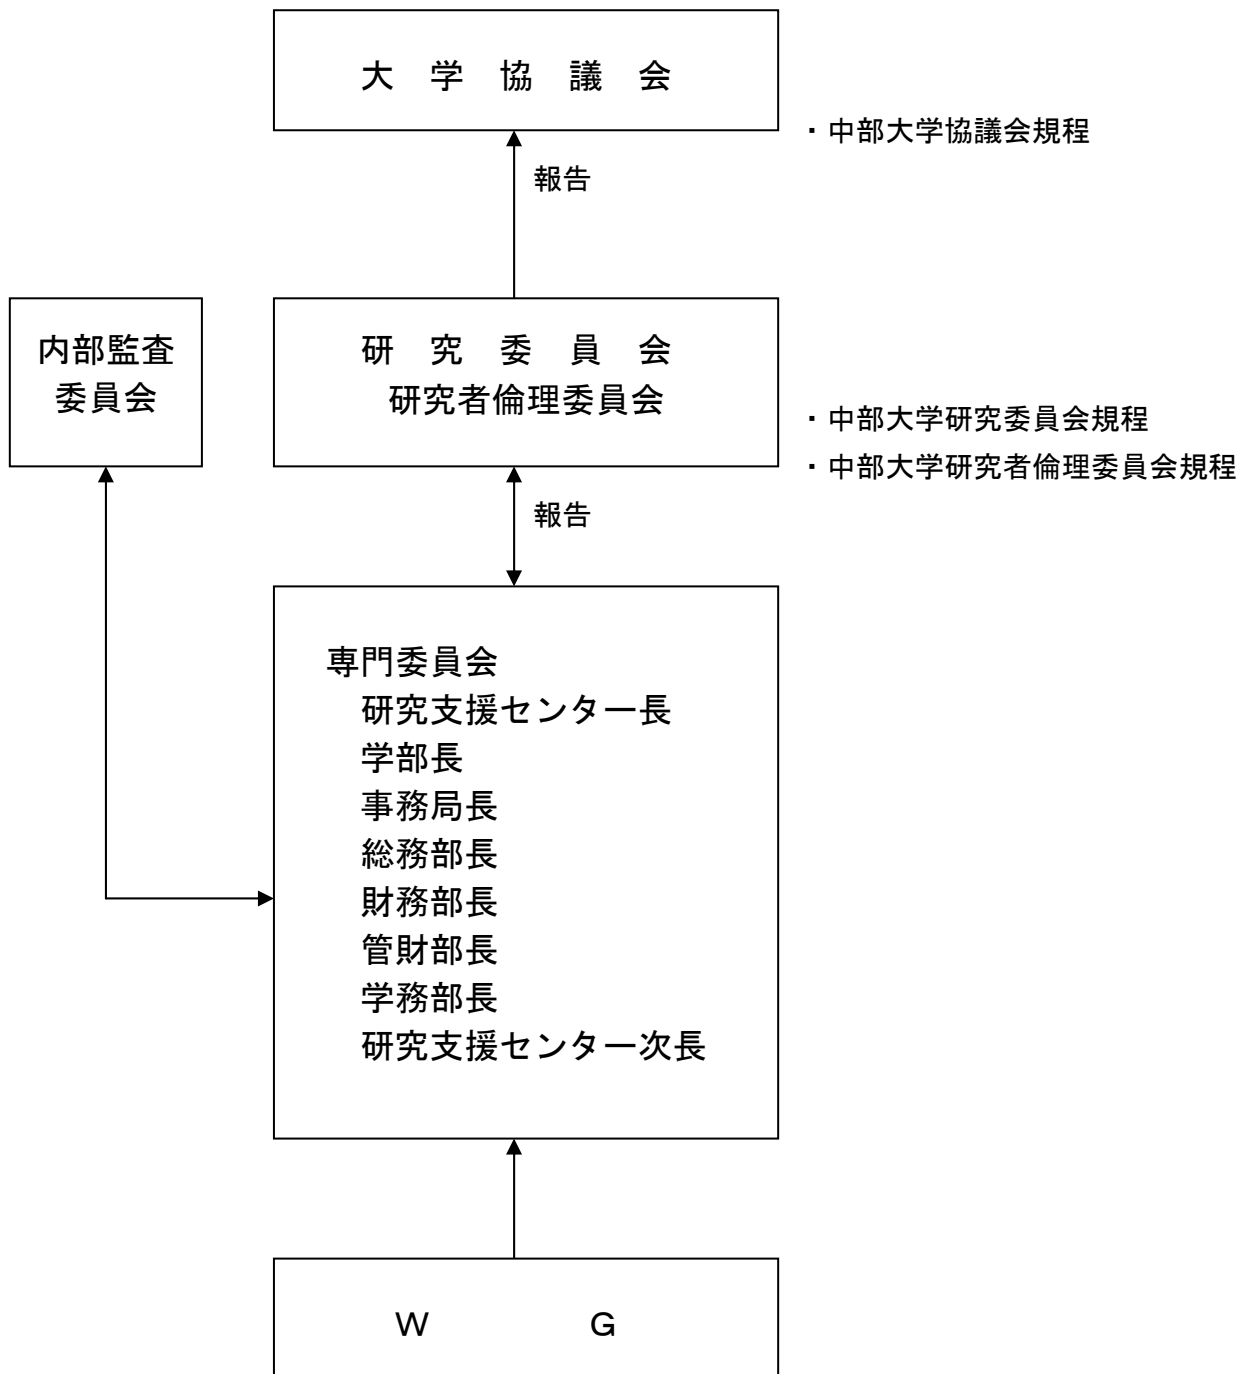 大　学　協　議　会
・中部大学協議会規程
報告
内部監査
委員会
研　究　委　員　会
研究者倫理委員会
・中部大学研究委員会規程
・中部大学研究者倫理委員会規程
報告
専門委員会
研究支援センター長
学部長
事務局長
総務部長
財務部長
管財部長
学務部長
研究支援センター次長
Ｗ　　　　Ｇ